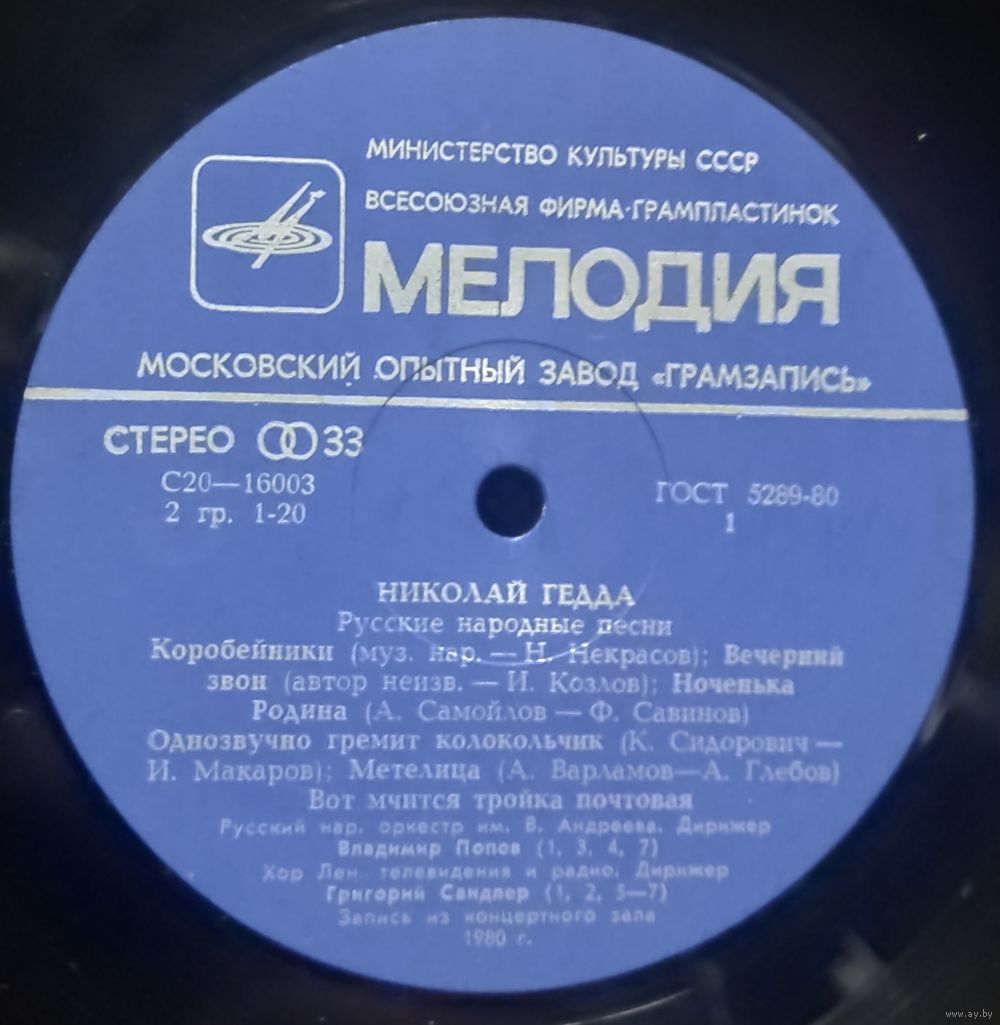 МИНИСТЕРСТВО КУЛЬТУРЫ СССР
ВСЕСОЮЗНАЯ ФИРМА·ГРАМПЛАСТИНОК
МЕЛОДИЯ
МОСКОВСКИЙ ОПЫТНЫЙ ЗАВОД «ГРАМЗАПИСЬ»
СТЕРЕО 33
С20—16003
2 гр. 1-20
ГОСТ 5289-80
1
НИКОЛАЙ ГЕДДА
Русские народные песни
Коробейники (муз. нар. — Н. Некрасов); Вечерний
звон (автор неизв. — И. Козлов); Ноченька
Родина (А. Самойлов — Ф. Савинов)
Однозвучно гремит колокольчик (К. Сидорович —
И. Макаров); Метелица (А. Варламов—А. Глебов)
Вот мчится тройка почтовая
Русский нар. оркестр им. В. Андреева. Дирижер
Владимир Попов (1, 3, 4, 7)
Хор Лен. телевидения и радио. Дирижер
Григорий Сандлер (1, 2, 5—7)
Запись из концертного зала
1980 г.
www.ay.by